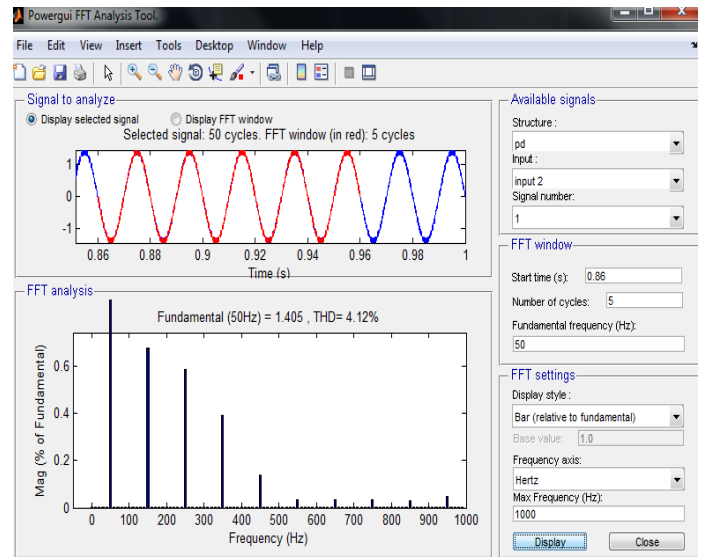 Powergui FFT Analysis Tool.
File Edit View Insert Tools Desktop Window Help
Signal to analyze
Display selected signal Display FFT window
Selected signal: 50 cycles. FFT window (in red): 5 cycles
1
0
-1
0.86 0.88 0.9 0.92 0.94 0.96 0.98 1
Time (s)
FFT analysis
Fundamental (50Hz) = 1.405 , THD= 4.12%
Mag (% of Fundamental)
0.6
0.4
0.2
0
0 100 200 300 400 500 600 700 800 900 1000
Frequency (Hz)
Available signals
Structure :
pd
Input :
input 2
Signal number:
1
FFT window
Start time (s): 0.86
Number of cycles: 5
Fundamental frequency (Hz):
50
FFT settings
Display style :
Bar (relative to fundamental)
Base value: 1.0
Frequency axis:
Hertz
Max Frequency (Hz):
1000
Display Close